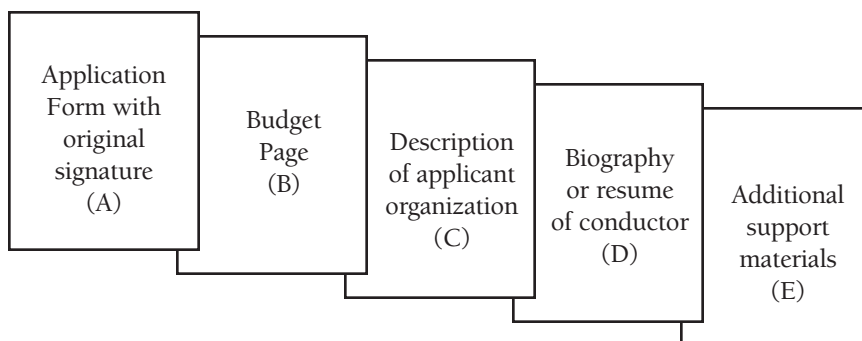 Application
Form with
original
signature
(A)
Budget
Page
(B)
Description
of applicant
organization
(C)
Biography
or resume
of conductor
(D)
Additional
support
materials
(E)